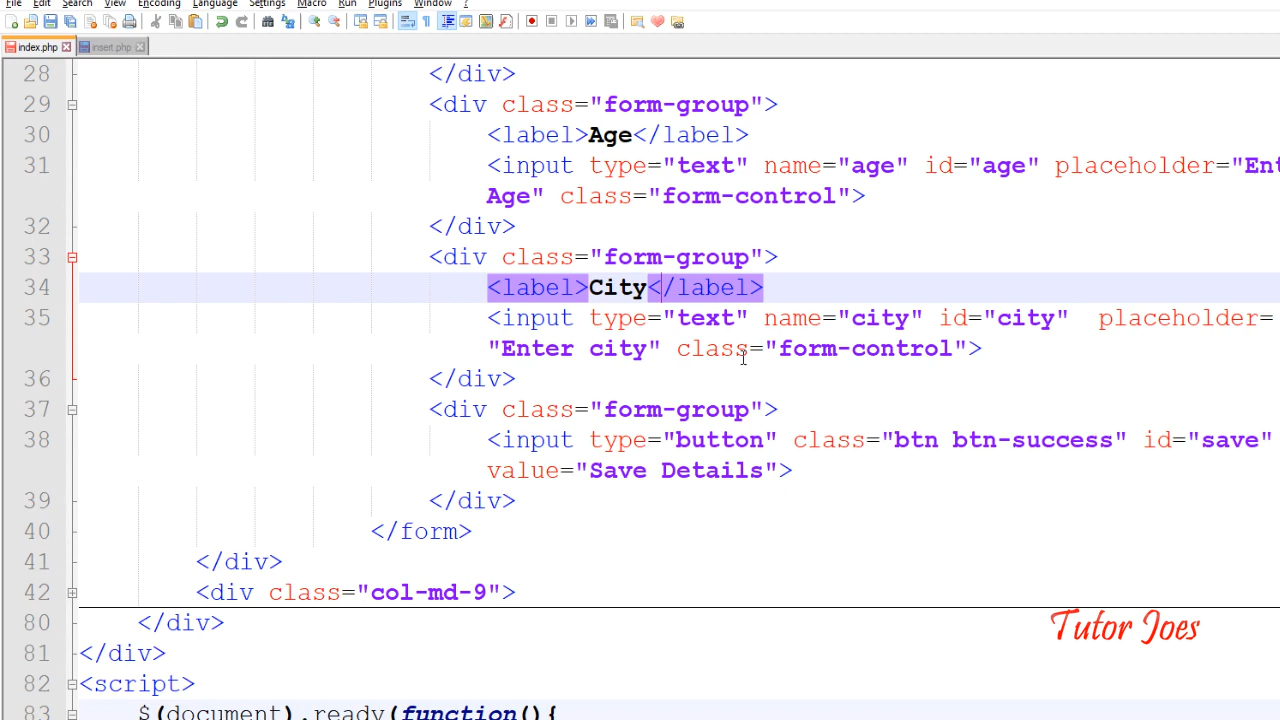 File Edit Search View Encoding Language Settings Macro Run Plugins Window ?
index.php insert.php
28 </div>
29 <div class="form-group">
30 <label>Age</label>
31 <input type="text" name="age" id="age" placeholder="Ent
Age" class="form-control">
32 </div>
33 <div class="form-group">
34 <label>City</label>
35 <input type="text" name="city" id="city"  placeholder=
"Enter city" class="form-control">
36 </div>
37 <div class="form-group">
38 <input type="button" class="btn btn-success" id="save"
value="Save Details">
39 </div>
40 </form>
41 </div>
42 <div class="col-md-9">
80 </div>
Tutor Joes
81 </div>
82 <script>
83 $(document).ready(function(){